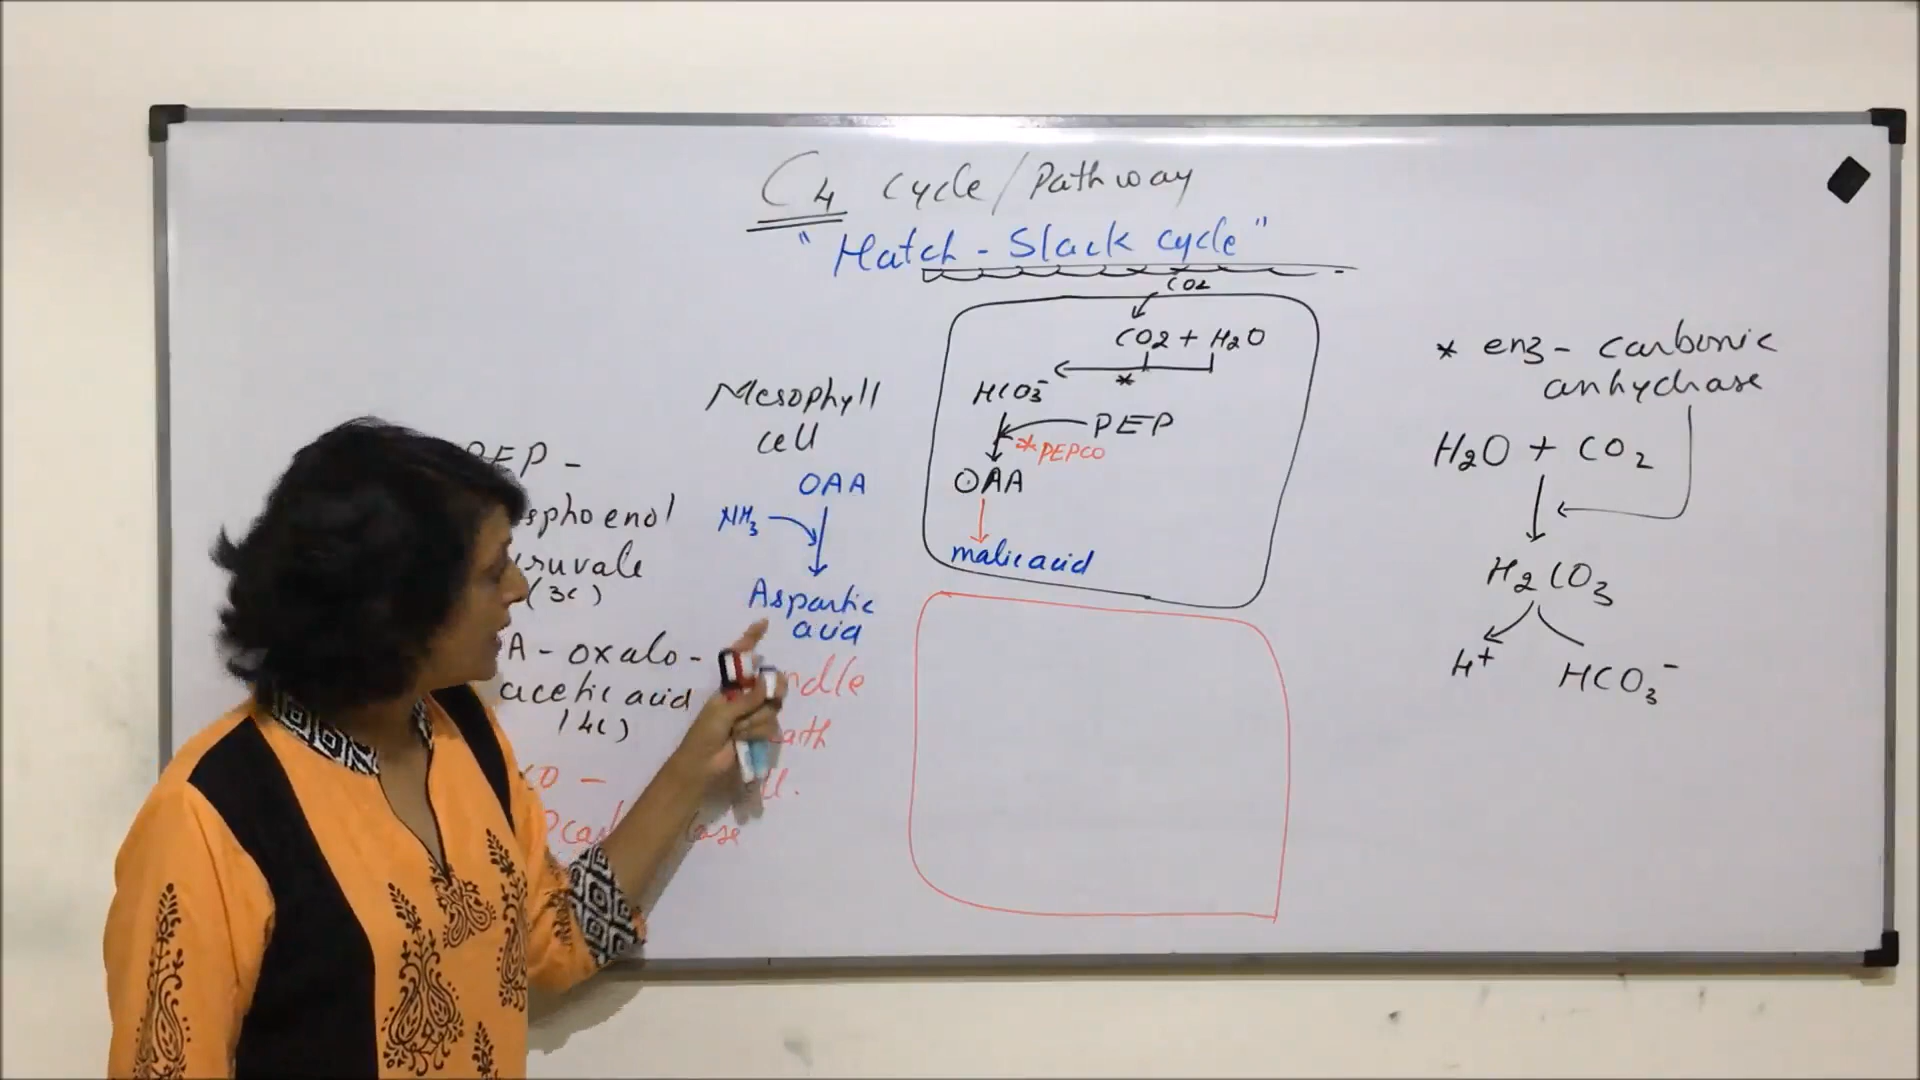 C4 cycle/Pathway
"Hatch-Slack cycle"
CO2
CO2 + H2O
*
HCO3⁻
PEP
*PEPCO
OAA
malic acid
Mesophyll
cell
OAA
NH3
Aspartic
acid
PEP -
(3C)
A - oxalo-
acetic acid
(4C)
* enz - carbonic
anhydrase
H2O + CO2
H2CO3
H+
HCO3⁻